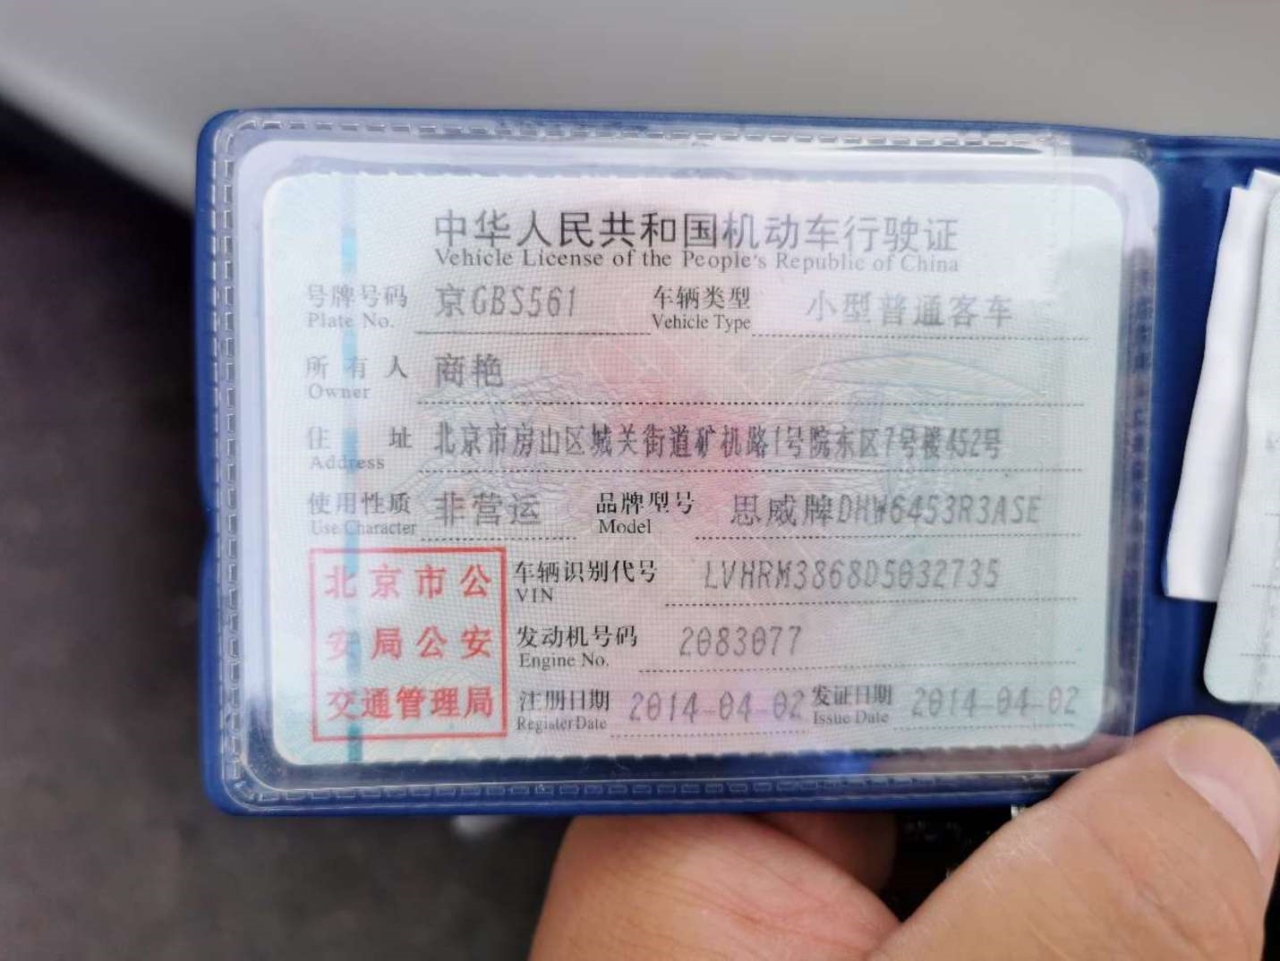 中华人民共和国机动车行驶证
Vehicle License of the People's Republic of China
号牌号码 京GBS561 车辆类型 小型普通客车
Plate No. Vehicle Type
所有人 商艳
Owner
住址 北京市房山区城关街道矿机路1号院东区7号楼452号
Address
使用性质 非营运 品牌型号 思威牌DHW6453R3ASE
Use Character Model
北京市公
安局公安
交通管理局
车辆识别代号 LVHRM3868D5032735
VIN
发动机号码 2083077
Engine No.
注册日期 2014-04-02 发证日期 2014-04-02
Register Date Issue Date